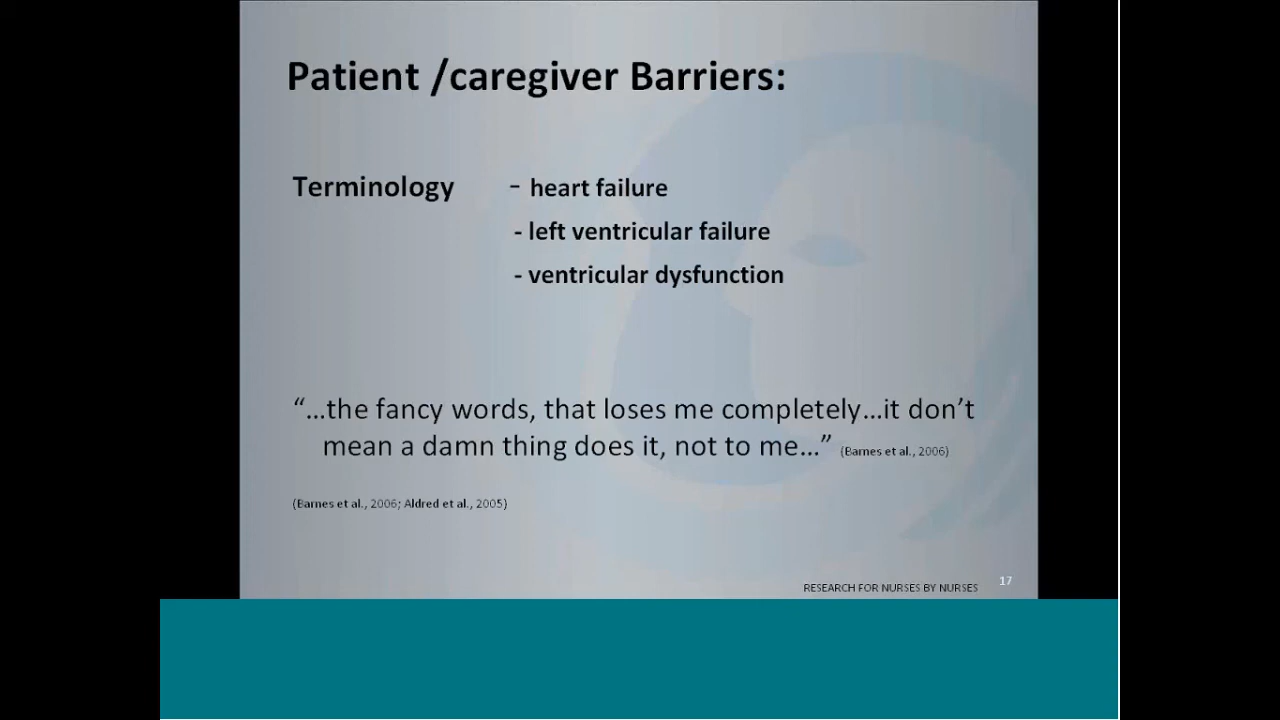 Patient /caregiver Barriers:
Terminology - heart failure
- left ventricular failure
- ventricular dysfunction
“…the fancy words, that loses me completely…it don’t
mean a damn thing does it, not to me…” (Barnes et al., 2006)
(Barnes et al., 2006; Aldred et al., 2005)
RESEARCH FOR NURSES BY NURSES 17